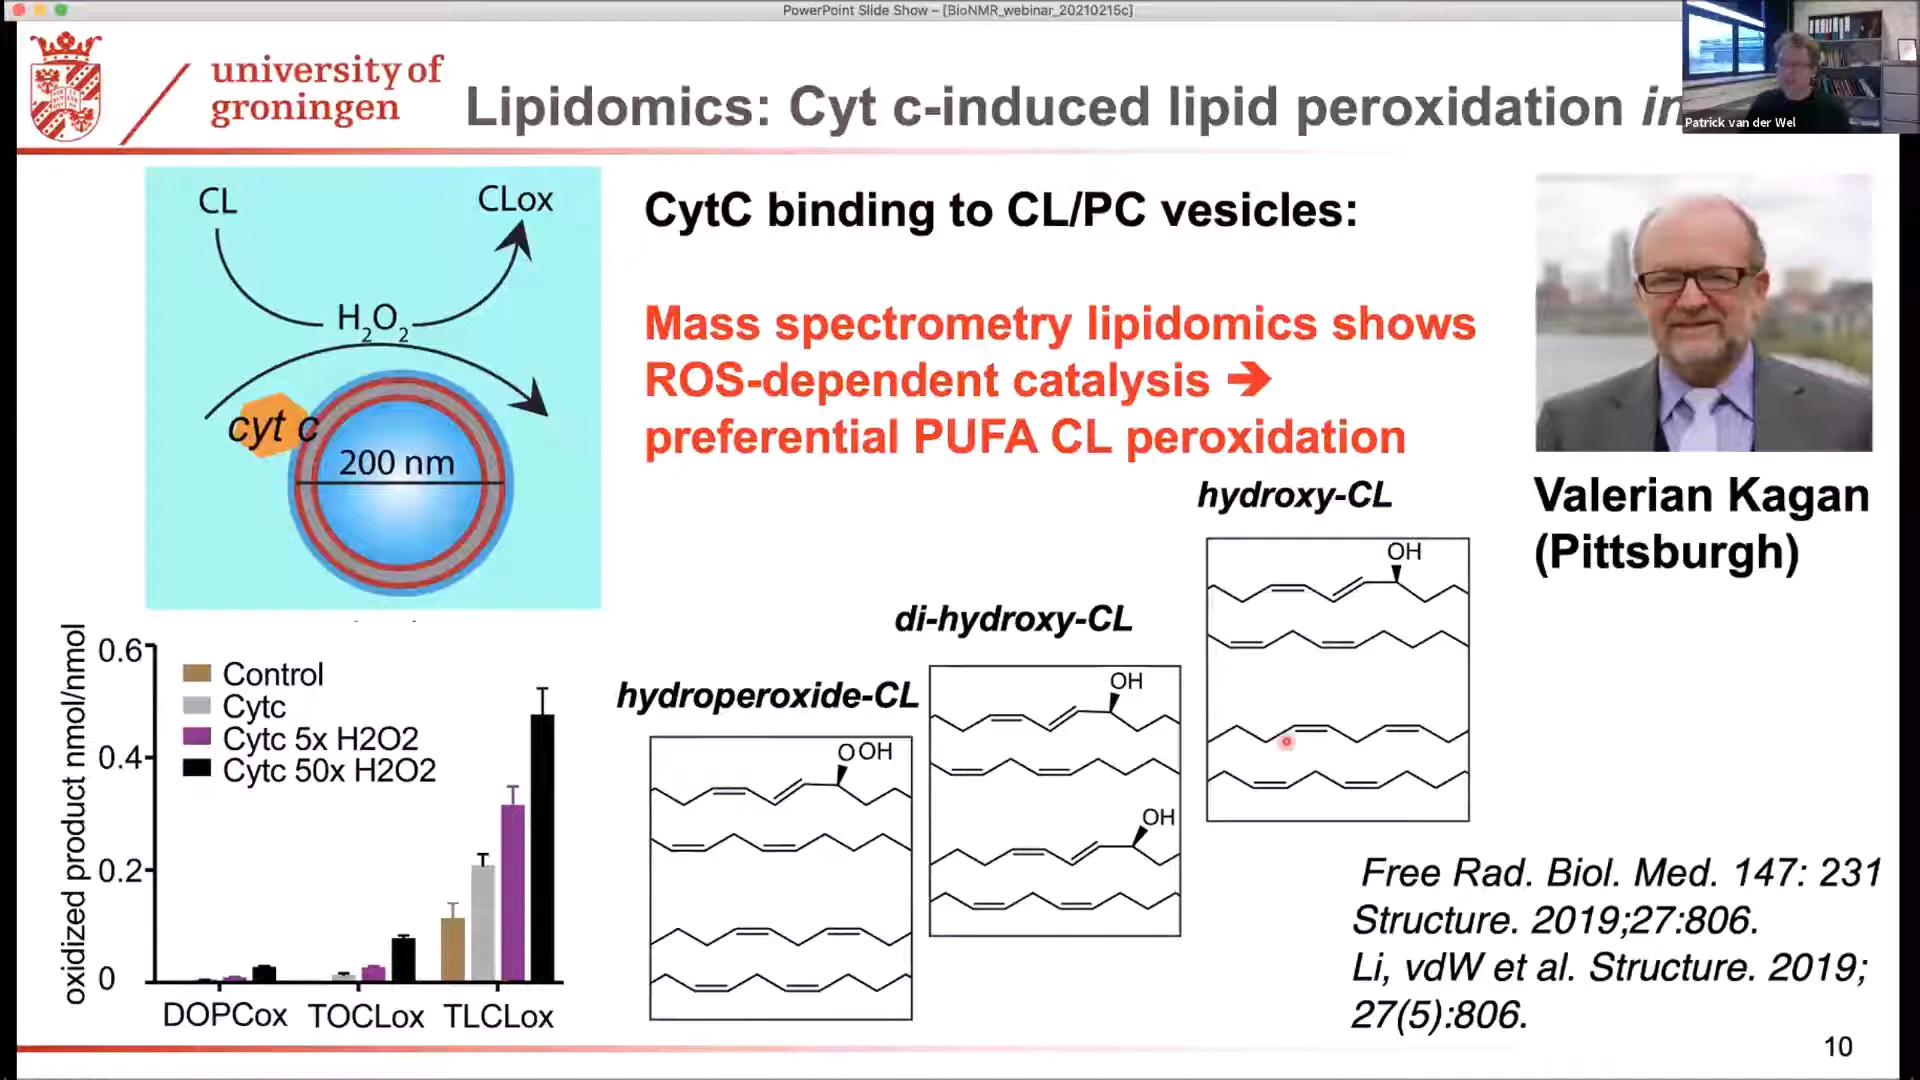 PowerPoint Slide Show – [BioNMR_webinar_20210215c]
university of
groningen
Lipidomics: Cyt c-induced lipid peroxidation in
Patrick van der Wel
CL
CLox
H2O2
cyt c
200 nm
CytC binding to CL/PC vesicles:
Mass spectrometry lipidomics shows
ROS-dependent catalysis ➔
preferential PUFA CL peroxidation
Valerian Kagan
(Pittsburgh)
hydroxy-CL
OH
di-hydroxy-CL
OH
OH
hydroperoxide-CL
OOH
oxidized product nmol/nmol
0.6
0.4
0.2
0
Control
Cytc
Cytc 5x H2O2
Cytc 50x H2O2
DOPCox TOCLox TLCLox
Free Rad. Biol. Med. 147: 231
Structure. 2019;27:806.
Li, vdW et al. Structure. 2019;
27(5):806.
10